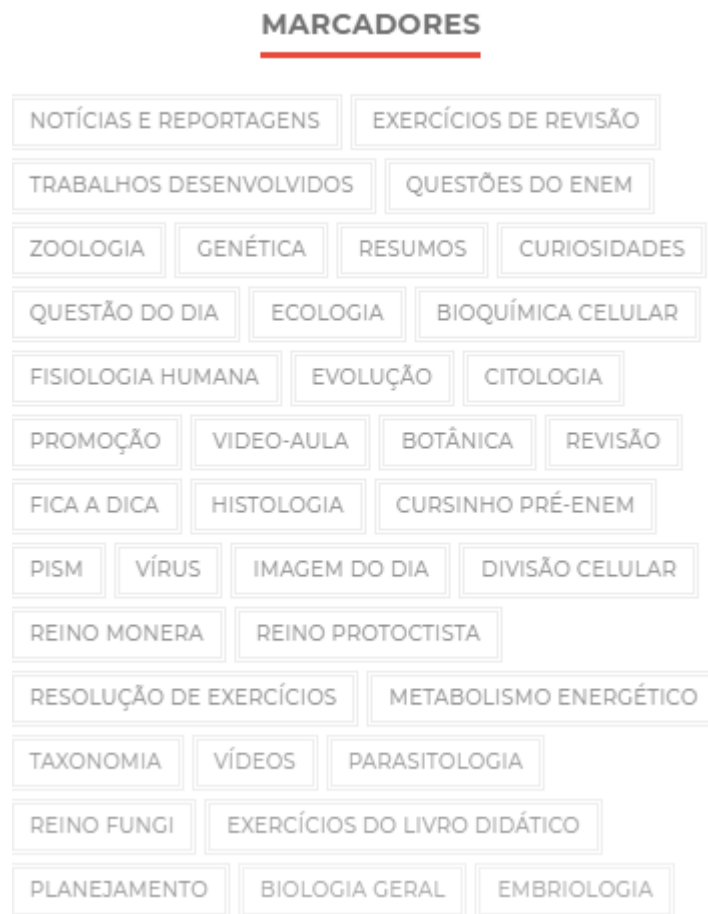 MARCADORES
NOTÍCIAS E REPORTAGENS EXERCÍCIOS DE REVISÃO
TRABALHOS DESENVOLVIDOS QUESTÕES DO ENEM
ZOOLOGIA GENÉTICA RESUMOS CURIOSIDADES
QUESTÃO DO DIA ECOLOGIA BIOQUÍMICA CELULAR
FISIOLOGIA HUMANA EVOLUÇÃO CITOLOGIA
PROMOÇÃO VIDEO-AULA BOTÂNICA REVISÃO
FICA A DICA HISTOLOGIA CURSINHO PRÉ-ENEM
PISM VÍRUS IMAGEM DO DIA DIVISÃO CELULAR
REINO MONERA REINO PROTOCTISTA
RESOLUÇÃO DE EXERCÍCIOS METABOLISMO ENERGÉTICO
TAXONOMIA VÍDEOS PARASITOLOGIA
REINO FUNGI EXERCÍCIOS DO LIVRO DIDÁTICO
PLANEJAMENTO BIOLOGIA GERAL EMBRIOLOGIA